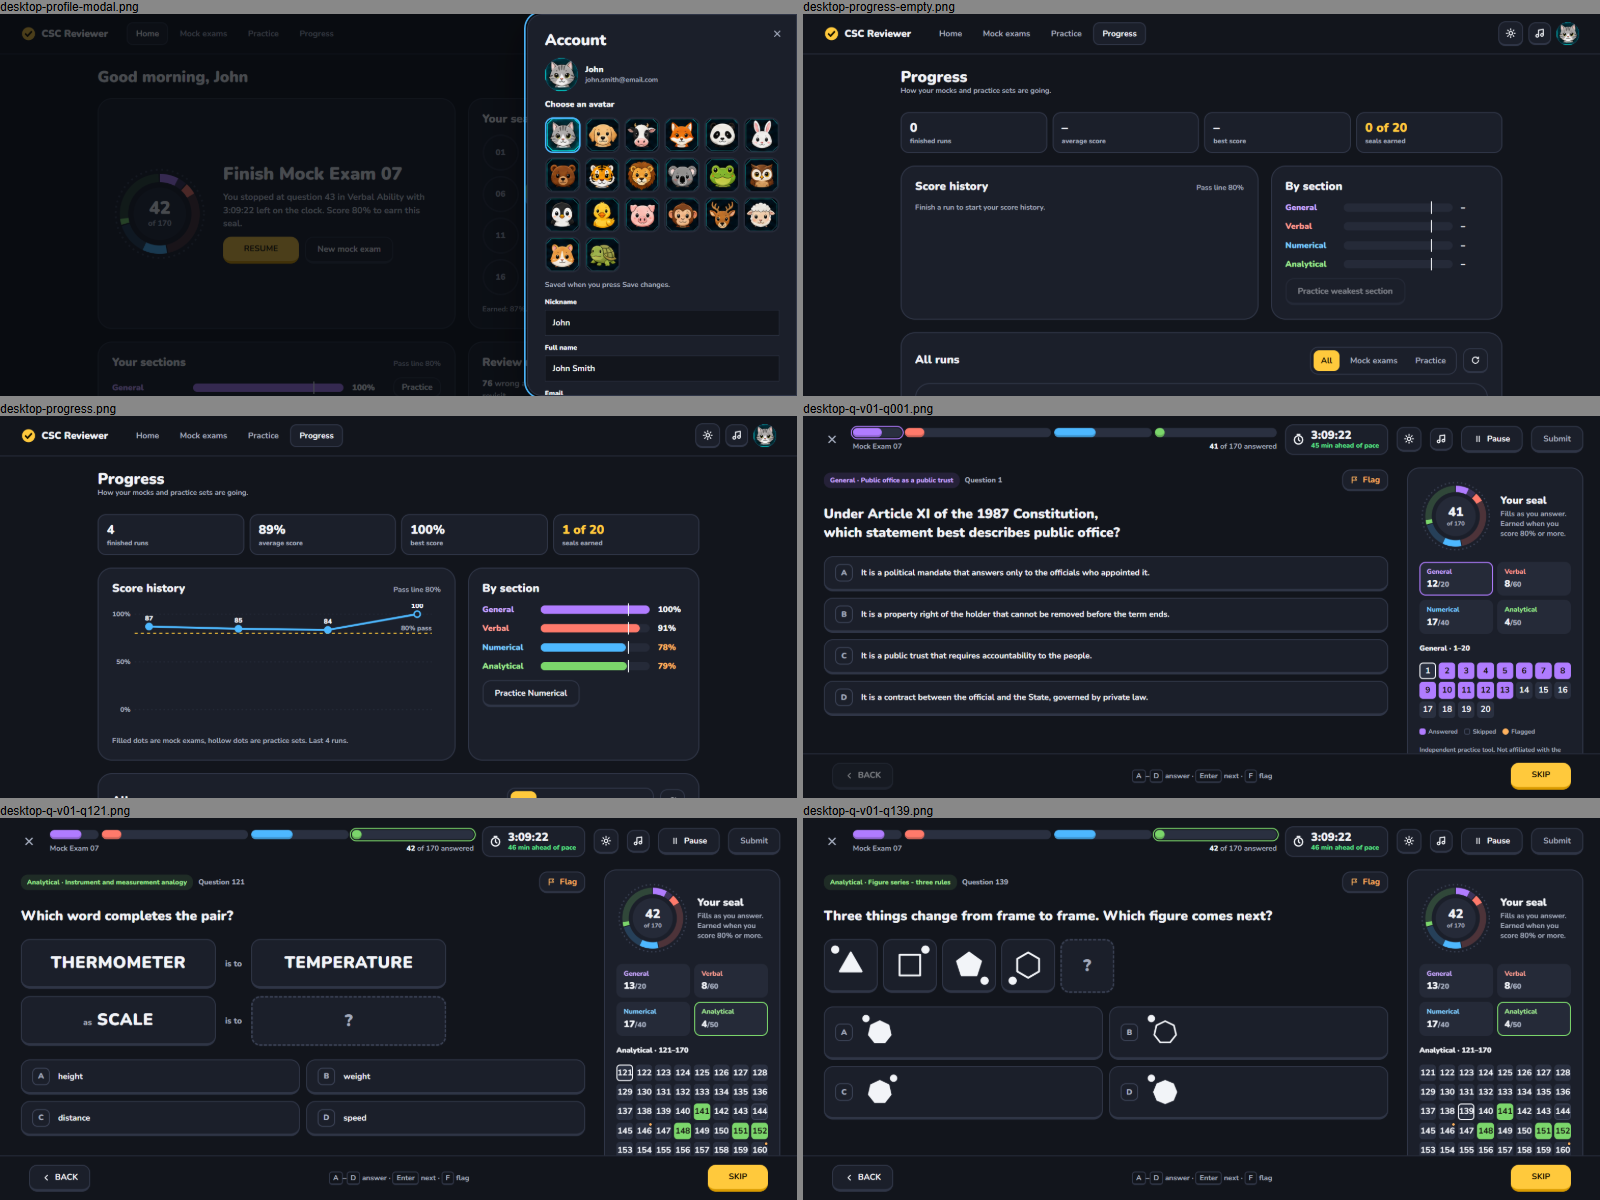 desktop-profile-modal.png
CSC Reviewer Home Mock exams Practice Progress
Good morning, John
42
of 170
Finish Mock Exam 07
You stopped at question 43 in Verbal Ability with
3:09:22 left on the clock. Score 80% to earn this
seal.
RESUME New mock exam
Your se
01
06
11
16
Earned: 87%
Your sections Pass line 80%
General 100% Practice
Review
76 wrong
Account
John
john.smith@email.com
Choose an avatar
Saved when you press Save changes.
Nickname
John
Full name
John Smith
Email
desktop-progress-empty.png
CSC Reviewer Home Mock exams Practice Progress
Progress
How your mocks and practice sets are going.
0
finished runs
–
average score
–
best score
0 of 20
seals earned
Score history Pass line 80%
Finish a run to start your score history.
By section
General –
Verbal –
Numerical –
Analytical –
Practice weakest section
All runs All Mock exams Practice
desktop-progress.png
CSC Reviewer Home Mock exams Practice Progress
Progress
How your mocks and practice sets are going.
4
finished runs
89%
average score
100%
best score
1 of 20
seals earned
Score history Pass line 80%
100%
87
85
84
100
80% pass
50%
0%
Filled dots are mock exams, hollow dots are practice sets. Last 4 runs.
By section
General 100%
Verbal 91%
Numerical 78%
Analytical 79%
Practice Numerical
desktop-q-v01-q001.png
Mock Exam 07 41 of 170 answered
3:09:22
45 min ahead of pace
Pause Submit
General · Public office as a public trust Question 1 Flag
Under Article XI of the 1987 Constitution,
which statement best describes public office?
A It is a political mandate that answers only to the officials who appointed it.
B It is a property right of the holder that cannot be removed before the term ends.
C It is a public trust that requires accountability to the people.
D It is a contract between the official and the State, governed by private law.
41
of 170
Your seal
Fills as you answer.
Earned when you
score 80% or more.
General
12/20
Verbal
8/60
Numerical
17/40
Analytical
4/50
General · 1–20
1 2 3 4 5 6 7 8
9 10 11 12 13 14 15 16
17 18 19 20
Answered Skipped Flagged
Independent practice tool. Not affiliated with the
BACK A – D answer · Enter next · F flag SKIP
desktop-q-v01-q121.png
Mock Exam 07 42 of 170 answered
3:09:22
46 min ahead of pace
Pause Submit
Analytical · Instrument and measurement analogy Question 121 Flag
Which word completes the pair?
THERMOMETER is to TEMPERATURE
as SCALE is to ?
A height
B weight
C distance
D speed
42
of 170
Your seal
Fills as you answer.
Earned when you
score 80% or more.
General
13/20
Verbal
8/60
Numerical
17/40
Analytical
4/50
Analytical · 121–170
121 122 123 124 125 126 127 128
129 130 131 132 133 134 135 136
137 138 139 140 141 142 143 144
145 146 147 148 149 150 151 152
153 154 155 156 157 158 159 160
BACK A – D answer · Enter next · F flag SKIP
desktop-q-v01-q139.png
Mock Exam 07 42 of 170 answered
3:09:22
46 min ahead of pace
Pause Submit
Analytical · Figure series - three rules Question 139 Flag
Three things change from frame to frame. Which figure comes next?
?
A
B
C
D
42
of 170
Your seal
Fills as you answer.
Earned when you
score 80% or more.
General
13/20
Verbal
8/60
Numerical
17/40
Analytical
4/50
Analytical · 121–170
121 122 123 124 125 126 127 128
129 130 131 132 133 134 135 136
137 138 139 140 141 142 143 144
145 146 147 148 149 150 151 152
153 154 155 156 157 158 159 160
BACK A – D answer · Enter next · F flag SKIP